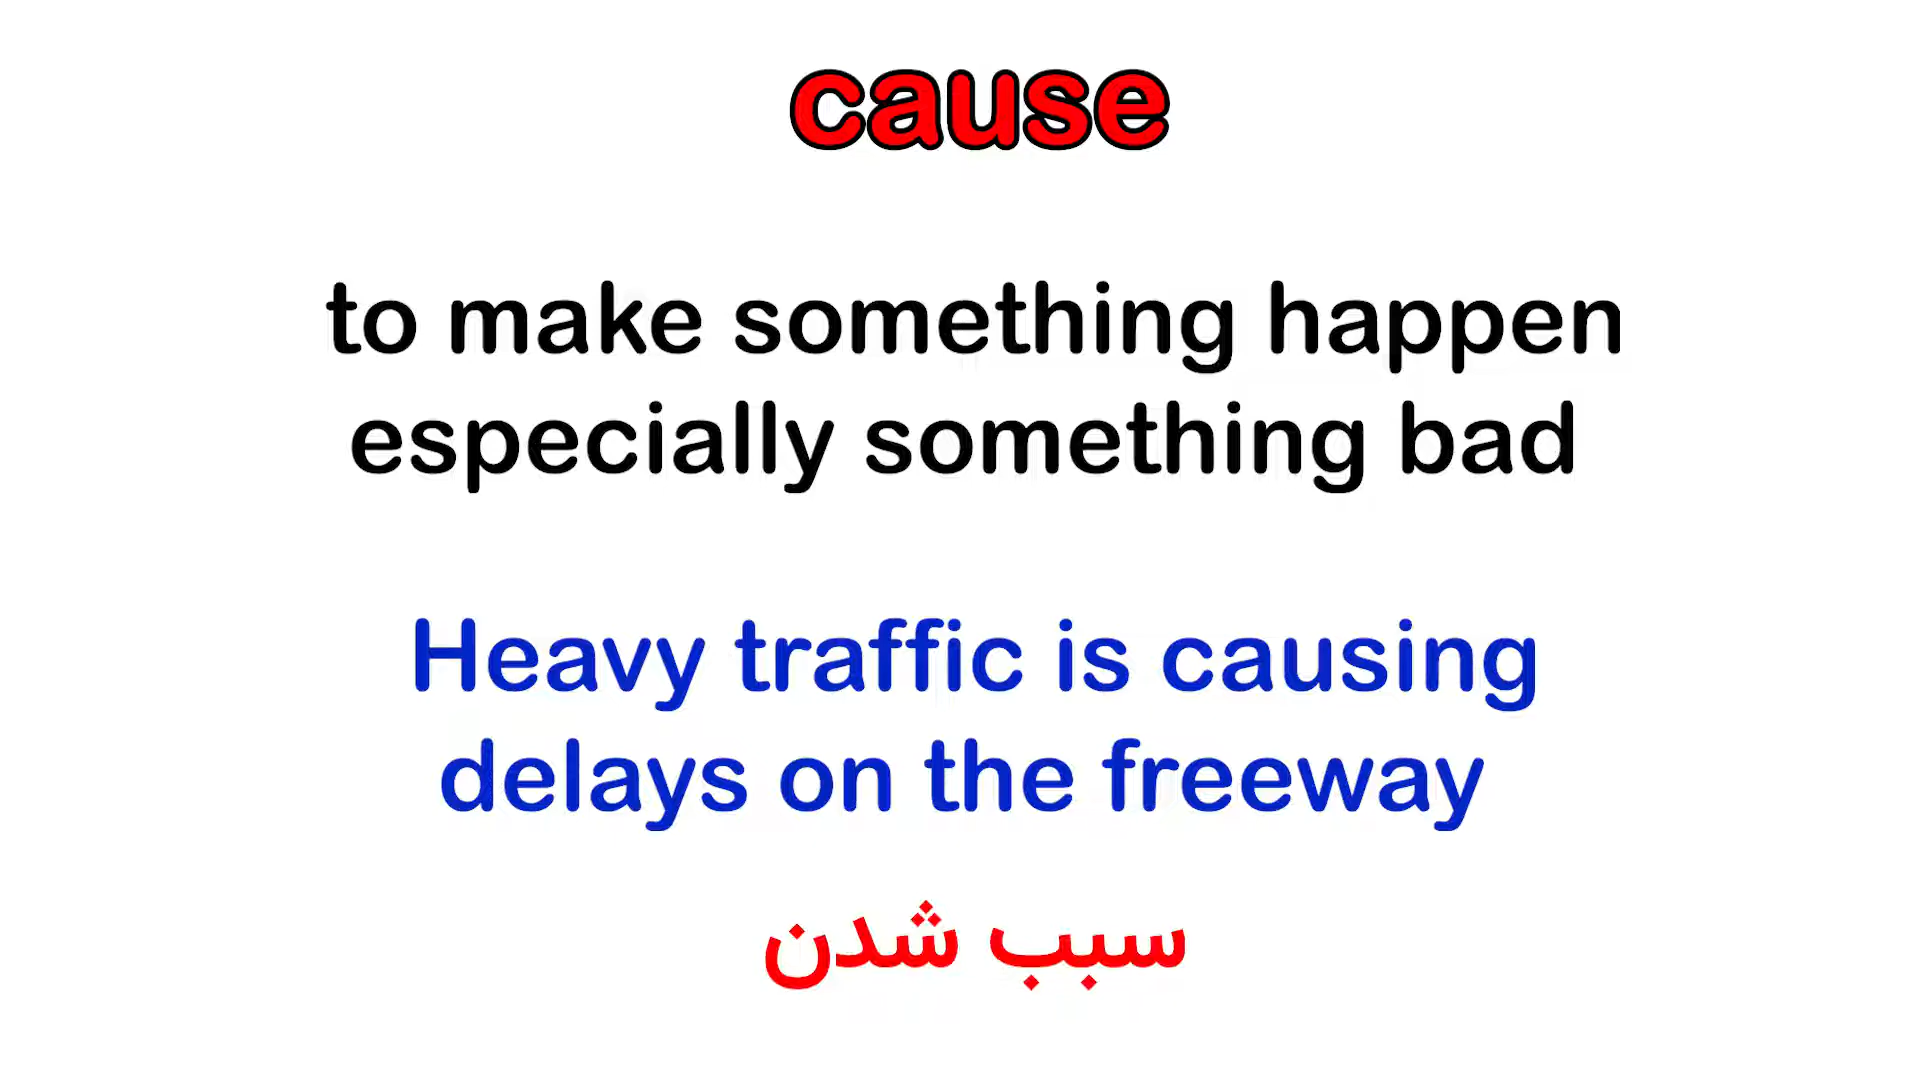 cause
to make something happen
especially something bad
Heavy traffic is causing
delays on the freeway
سبب شدن